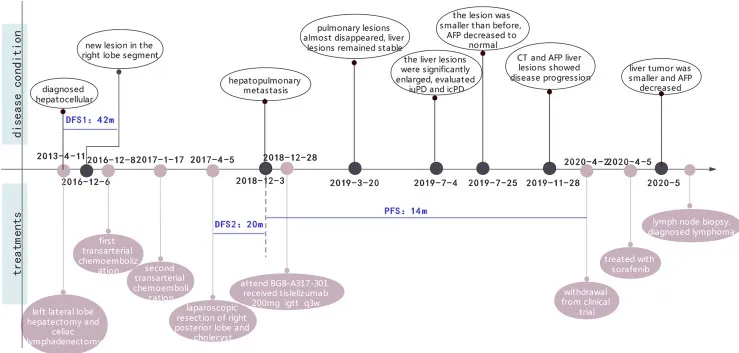 disease condition
treatments
diagnosed
hepatocellular
new lesion in the
right lobe segment
hepatopulmonary
metastasis
pulmonary lesions
almost disappeared, liver
lesions remained stable
the liver lesions
were significantly
enlarged, evaluated
iuPD and icPD
the lesion was
smaller than before,
AFP decreased to
normal
CT and AFP liver
lesions showed
disease progression
liver tumor was
smaller and AFP
decreased
DFS1: 42m
2013-4-11
2016-12-6
2016-12-8
2017-1-17
2017-4-5
2018-12-3
2018-12-28
2019-3-20
2019-7-4
2019-7-25
2019-11-28
2020-4-2
2020-4-5
2020-5
DFS2: 20m
PFS: 14m
left lateral lobe
hepatectomy and
celiac
lymphadenectomy
first
transarterial
chemoemboliz
ation
second
transarterial
chemoemboli
zation
laparoscopic
resection of right
posterior lobe and
cholecyst
attend BGB-A317-301
received tislelizumab
200mg igtt q3w
withdrawal
from clinical
trial
treated with
sorafenib
lymph node biopsy,
diagnosed lymphoma